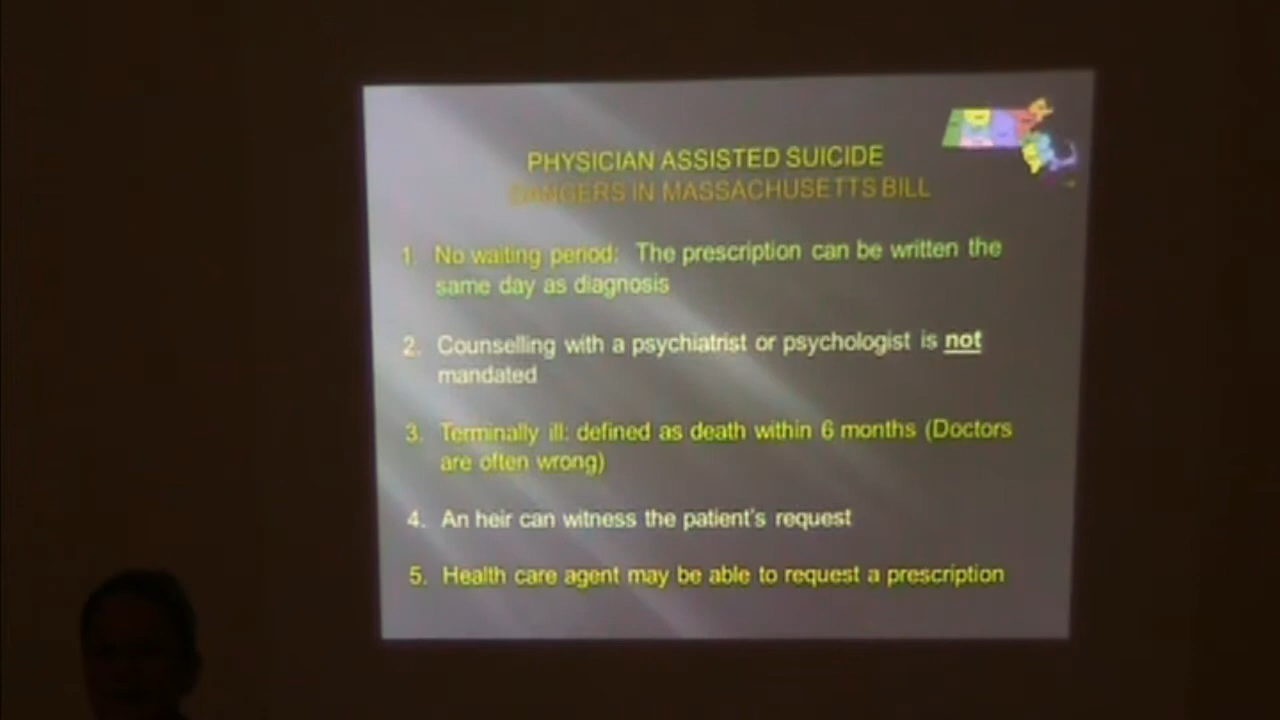 PHYSICIAN ASSISTED SUICIDE
DANGERS IN MASSACHUSETTS BILL
1. No waiting period: The prescription can be written the
same day as diagnosis
2. Counselling with a psychiatrist or psychologist is not
mandated
3. Terminally ill: defined as death within 6 months (Doctors
are often wrong)
4. An heir can witness the patient's request
5. Health care agent may be able to request a prescription